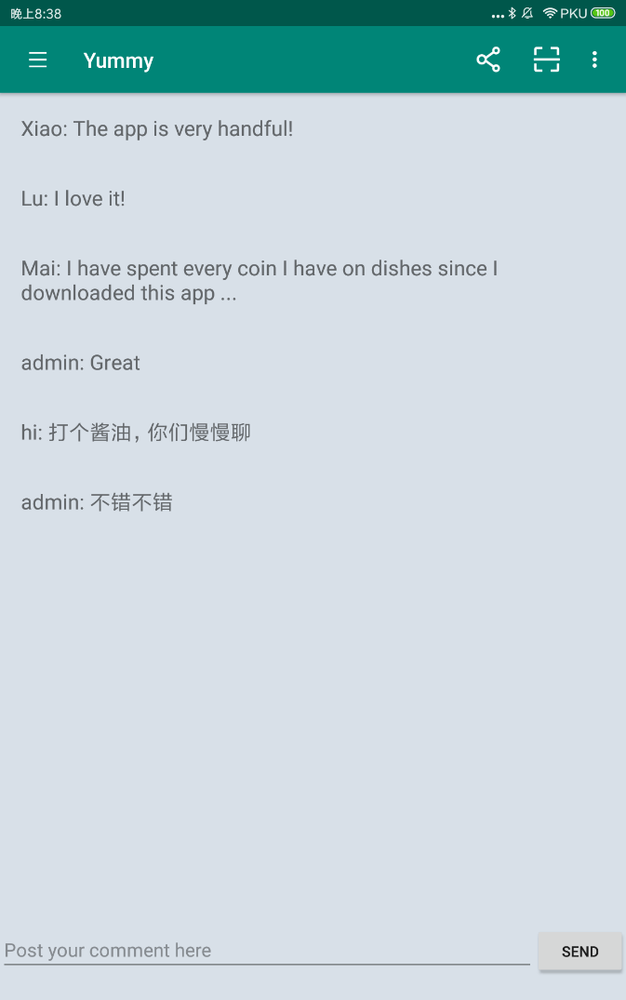 晚上8:38
PKU
100
Yummy
Xiao: The app is very handful!
Lu: I love it!
Mai: I have spent every coin I have on dishes since I
downloaded this app ...
admin: Great
hi: 打个酱油，你们慢慢聊
admin: 不错不错
Post your comment here
SEND